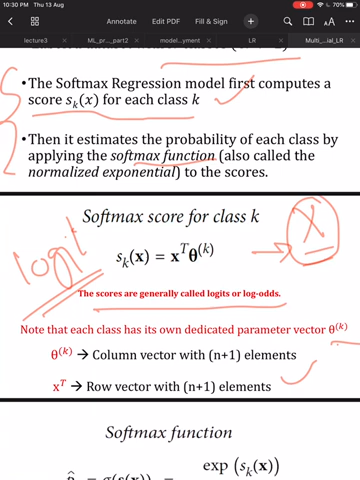 10:30 PM Thu 13 Aug
70%
Annotate Edit Fill & Sign
lecture3 ML_pr..._part2 model...yment LR Multi_...ial_LR
•The Softmax Regression model first computes a
score sₖ(x) for each class k
•Then it estimates the probability of each class by
applying the softmax function (also called the
normalized exponential) to the scores.
Softmax score for class k
X
logit
sₖ(x) = xᵀθ⁽ᵏ⁾
The scores are generally called logits or log-odds.
Note that each class has its own dedicated parameter vector θ⁽ᵏ⁾
θ⁽ᵏ⁾ → Column vector with (n+1) elements
xᵀ → Row vector with (n+1) elements
Softmax function
exp (sₖ(x))